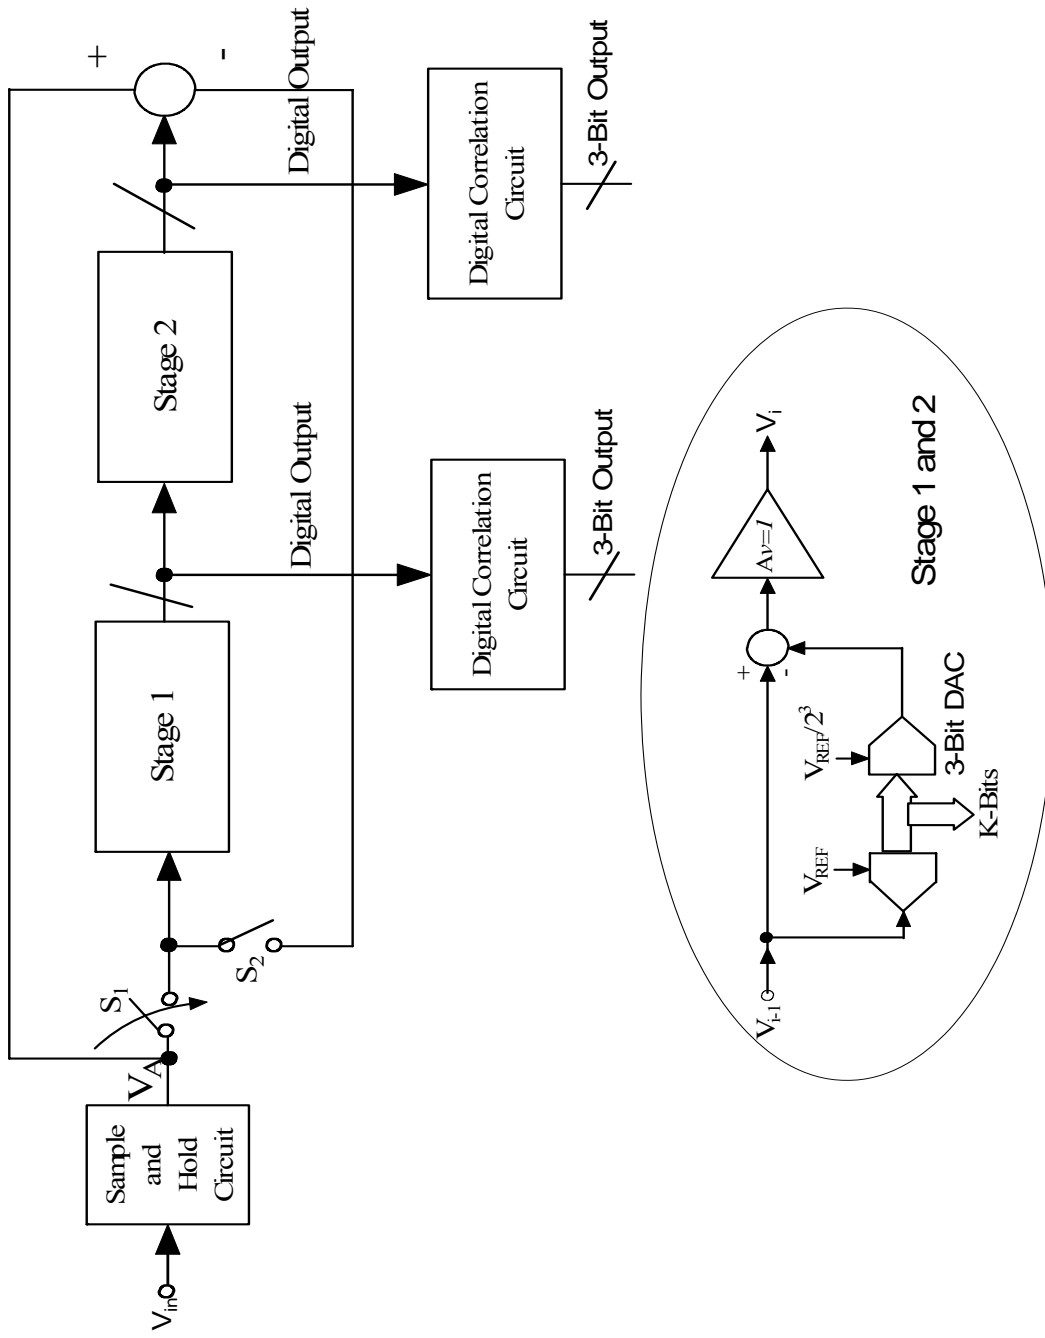 V_in
Sample
and
Hold
Circuit
V_A
S_1
S_2
Stage 1
Digital Output
Stage 2
Digital Output
+
-
Digital Correlation
Circuit
3-Bit Output
Digital Correlation
Circuit
3-Bit Output
V_i-1
V_REF
K-Bits
V_REF/2^3
3-Bit DAC
+
-
Av=1
V_i
Stage 1 and 2